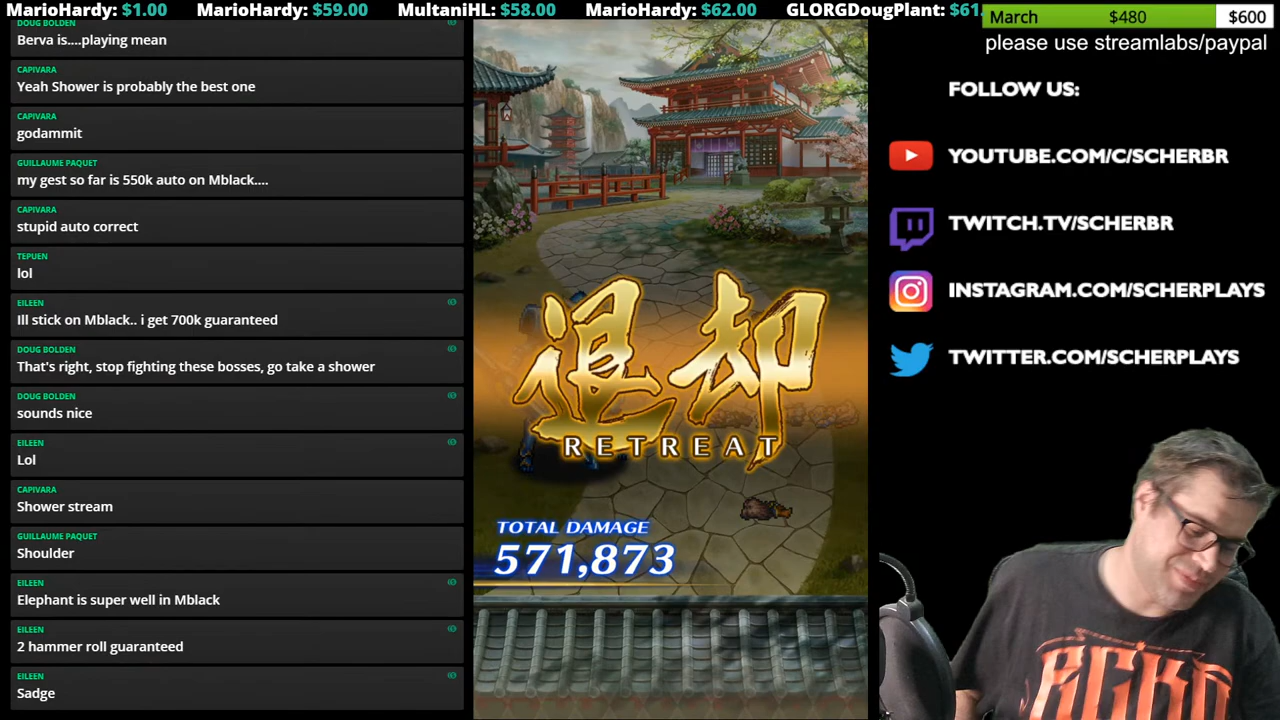 MarioHardy: $1.00 MarioHardy: $59.00 MultaniHL: $58.00 MarioHardy: $62.00 GLORGDougPlant: $61.
March $480 $600
please use streamlabs/paypal
DOUG BOLDEN
Berva is....playing mean
CAPIVARA
Yeah Shower is probably the best one
CAPIVARA
godammit
GUILLAUME PAQUET
my gest so far is 550k auto on Mblack....
CAPIVARA
stupid auto correct
TEPUEN
lol
EILEEN
Ill stick on Mblack.. i get 700k guaranteed
DOUG BOLDEN
That's right, stop fighting these bosses, go take a shower
DOUG BOLDEN
sounds nice
EILEEN
Lol
CAPIVARA
Shower stream
GUILLAUME PAQUET
Shoulder
EILEEN
Elephant is super well in Mblack
EILEEN
2 hammer roll guaranteed
EILEEN
Sadge
退却
RETREAT
TOTAL DAMAGE
571,873
FOLLOW US:
YOUTUBE.COM/C/SCHERBR
TWITCH.TV/SCHERBR
INSTAGRAM.COM/SCHERPLAYS
TWITTER.COM/SCHERPLAYS